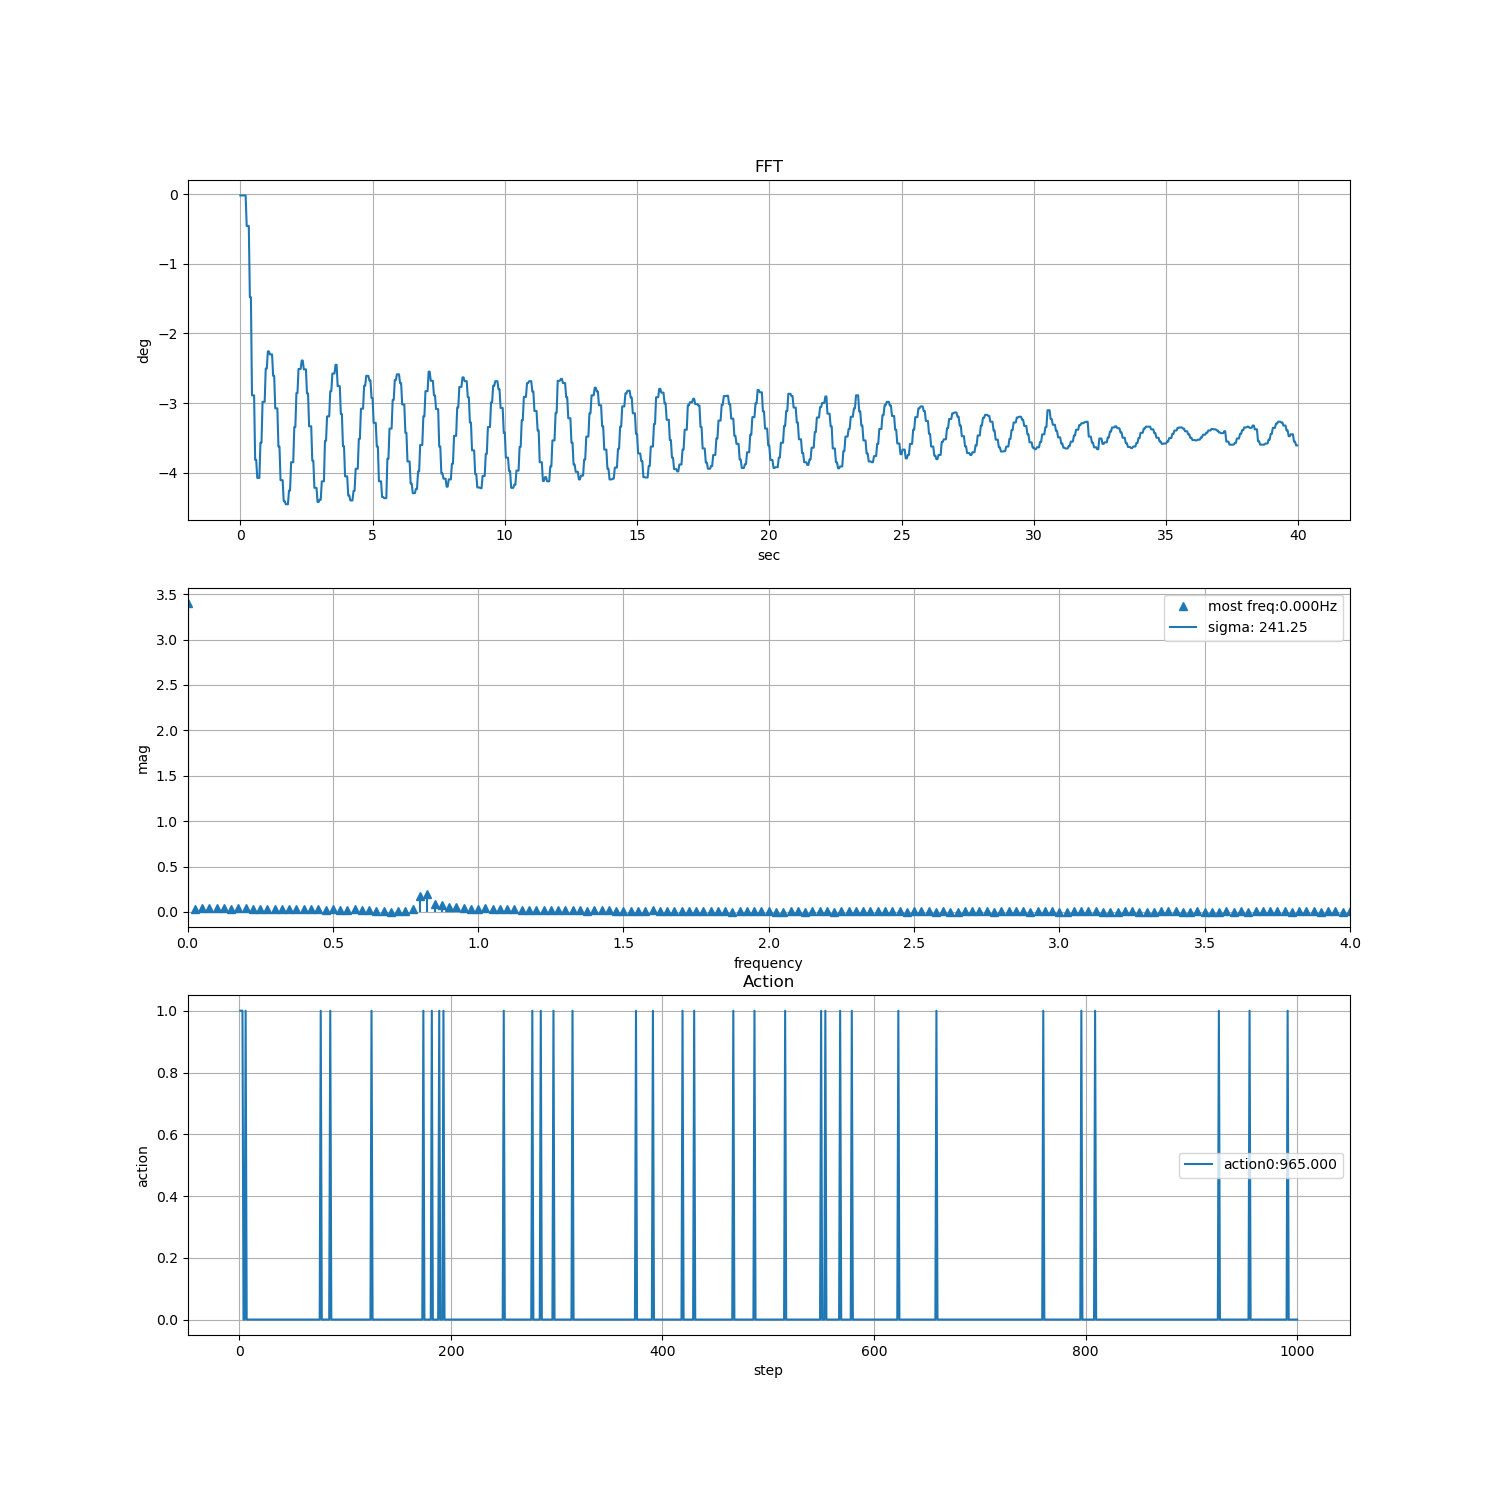 FFT
0
−1
−2
−3
−4
deg
0 5 10 15 20 25 30 35 40
sec
3.5
3.0
2.5
2.0
1.5
1.0
0.5
0.0
mag
most freq:0.000Hz
sigma: 241.25
0.0 0.5 1.0 1.5 2.0 2.5 3.0 3.5 4.0
frequency
Action
1.0
0.8
0.6
0.4
0.2
0.0
action
action0:965.000
0 200 400 600 800 1000
step